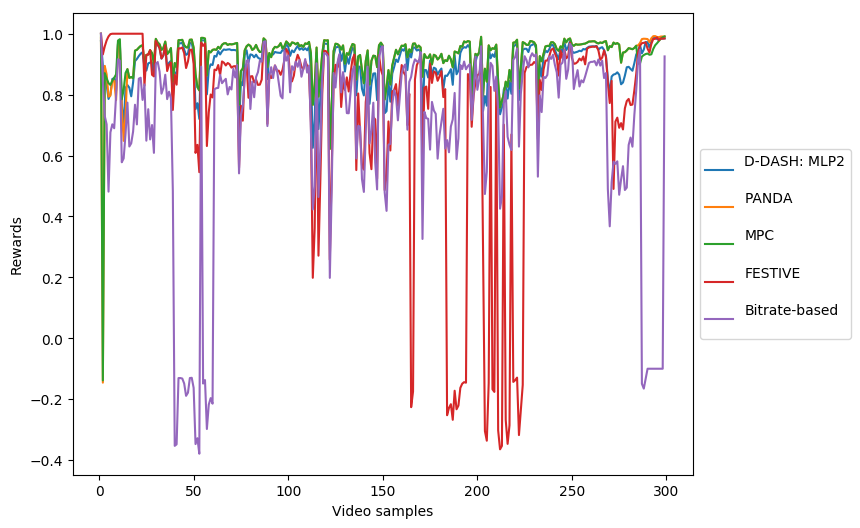 1.0
0.8
0.6
0.4
0.2
0.0
−0.2
−0.4
Rewards
0
50
100
150
200
250
300
Video samples
D-DASH: MLP2
PANDA
MPC
FESTIVE
Bitrate-based